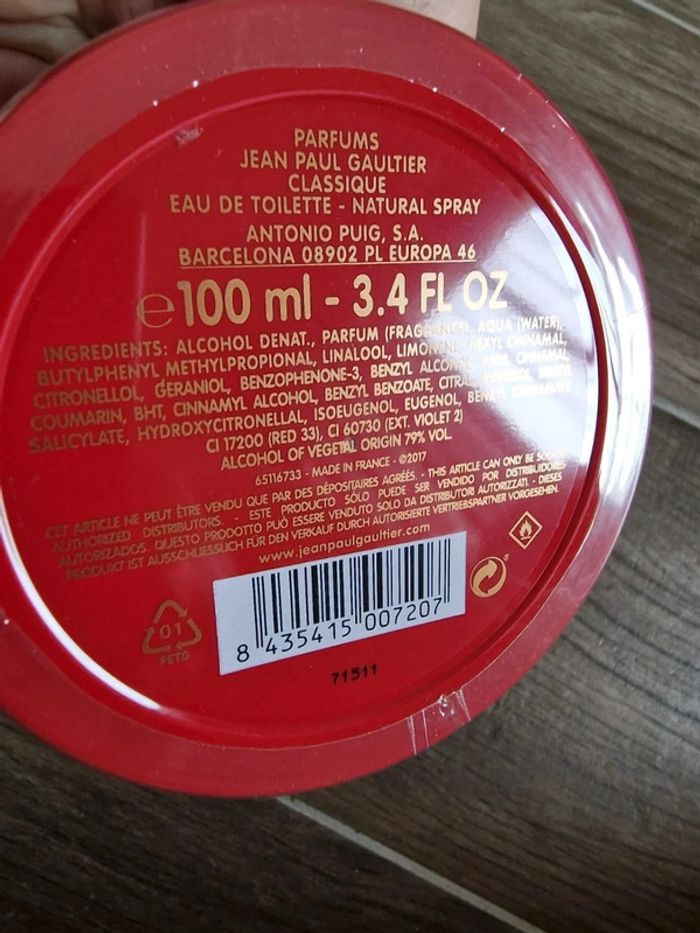 PARFUMS
JEAN PAUL GAULTIER
CLASSIQUE
EAU DE TOILETTE - NATURAL SPRAY
ANTONIO PUIG, S.A.
BARCELONA 08902 PL EUROPA 46
e100 ml - 3.4 FL OZ
INGREDIENTS: ALCOHOL DENAT., PARFUM (FRAGRANCE), AQUA (WATER),
BUTYLPHENYL METHYLPROPIONAL, LINALOOL, LIMONENE, HEXYL CINNAMAL,
CITRONELLOL, GERANIOL, BENZOPHENONE-3, BENZYL ALCOHOL, CINNAMAL,
COUMARIN, BHT, CINNAMYL ALCOHOL, BENZYL BENZOATE, CITRAL,
SALICYLATE, HYDROXYCITRONELLAL, ISOEUGENOL, EUGENOL, BENZYL CINNAMATE,
CI 17200 (RED 33), CI 60730 (EXT. VIOLET 2)
ALCOHOL OF VEGETAL ORIGIN 79% VOL
65116733 - MADE IN FRANCE - ©2017
CET ARTICLE NE PEUT ÊTRE VENDU QUE PAR DES DÉPOSITAIRES AGRÉÉS. - THIS ARTICLE CAN ONLY BE SOLD
AUTHORIZED DISTRIBUTORS. - ESTE PRODUCTO SÓLO PUEDE SER VENDIDO POR DISTRIBUIDORES
AUTORIZADOS. QUESTO PRODOTTO PUÒ ESSERE VENDUTO SOLO DA DISTRIBUTORI AUTORIZZATI. - DIESES
PRODUKT IST AUSSCHLIESSLICH FÜR DEN VERKAUF DURCH AUTORISIERTE VERTRIEBSPARTNER VORGESEHEN.
www.jeanpaulgaultier.com
8 435415 007207
01
PETG
71511